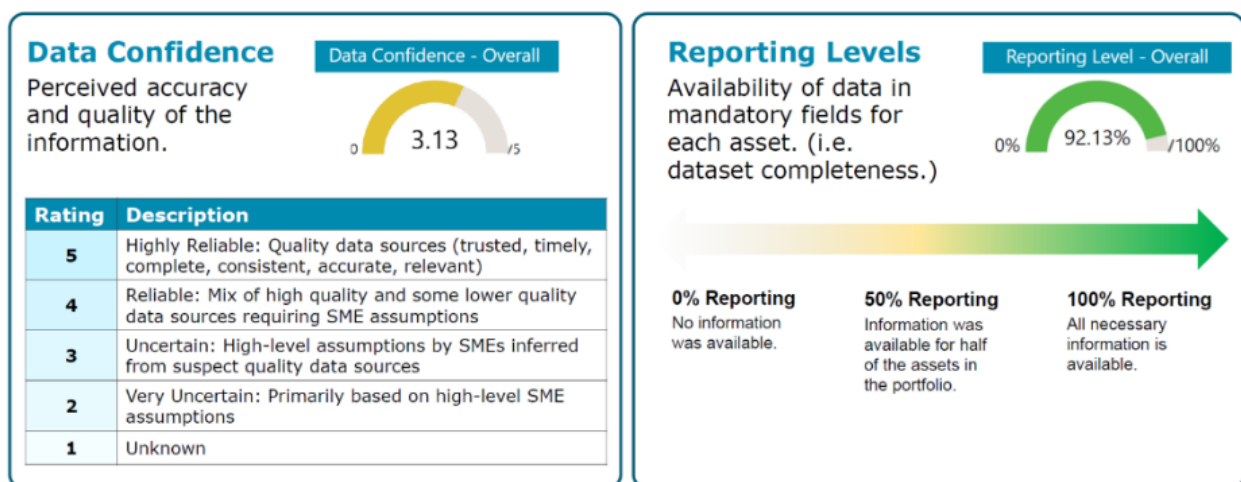 Data Confidence
Data Confidence - Overall
Perceived accuracy
and quality of the
information.
0
3.13
/5
Rating Description
5 Highly Reliable: Quality data sources (trusted, timely,
complete, consistent, accurate, relevant)
4 Reliable: Mix of high quality and some lower quality
data sources requiring SME assumptions
3 Uncertain: High-level assumptions by SMEs inferred
from suspect quality data sources
2 Very Uncertain: Primarily based on high-level SME
assumptions
1 Unknown
Reporting Levels
Reporting Level - Overall
Availability of data in
mandatory fields for
each asset. (i.e.
dataset completeness.)
0%
92.13%
/100%
0% Reporting
No information
was available.
50% Reporting
Information was
available for half
of the assets in
the portfolio.
100% Reporting
All necessary
information is
available.